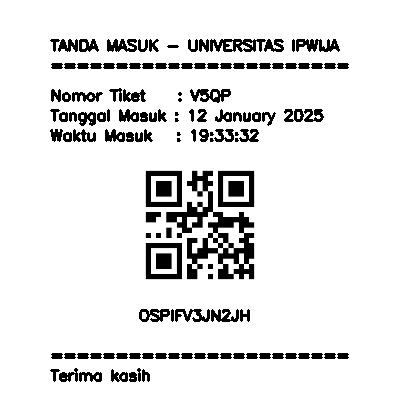 TANDA MASUK - UNIVERSITAS IPWIJA
========================
Nomor Tiket : V5QP
Tanggal Masuk : 12 January 2025
Waktu Masuk : 19:33:32
OSPIFV3JN2JH
========================
Terima kasih